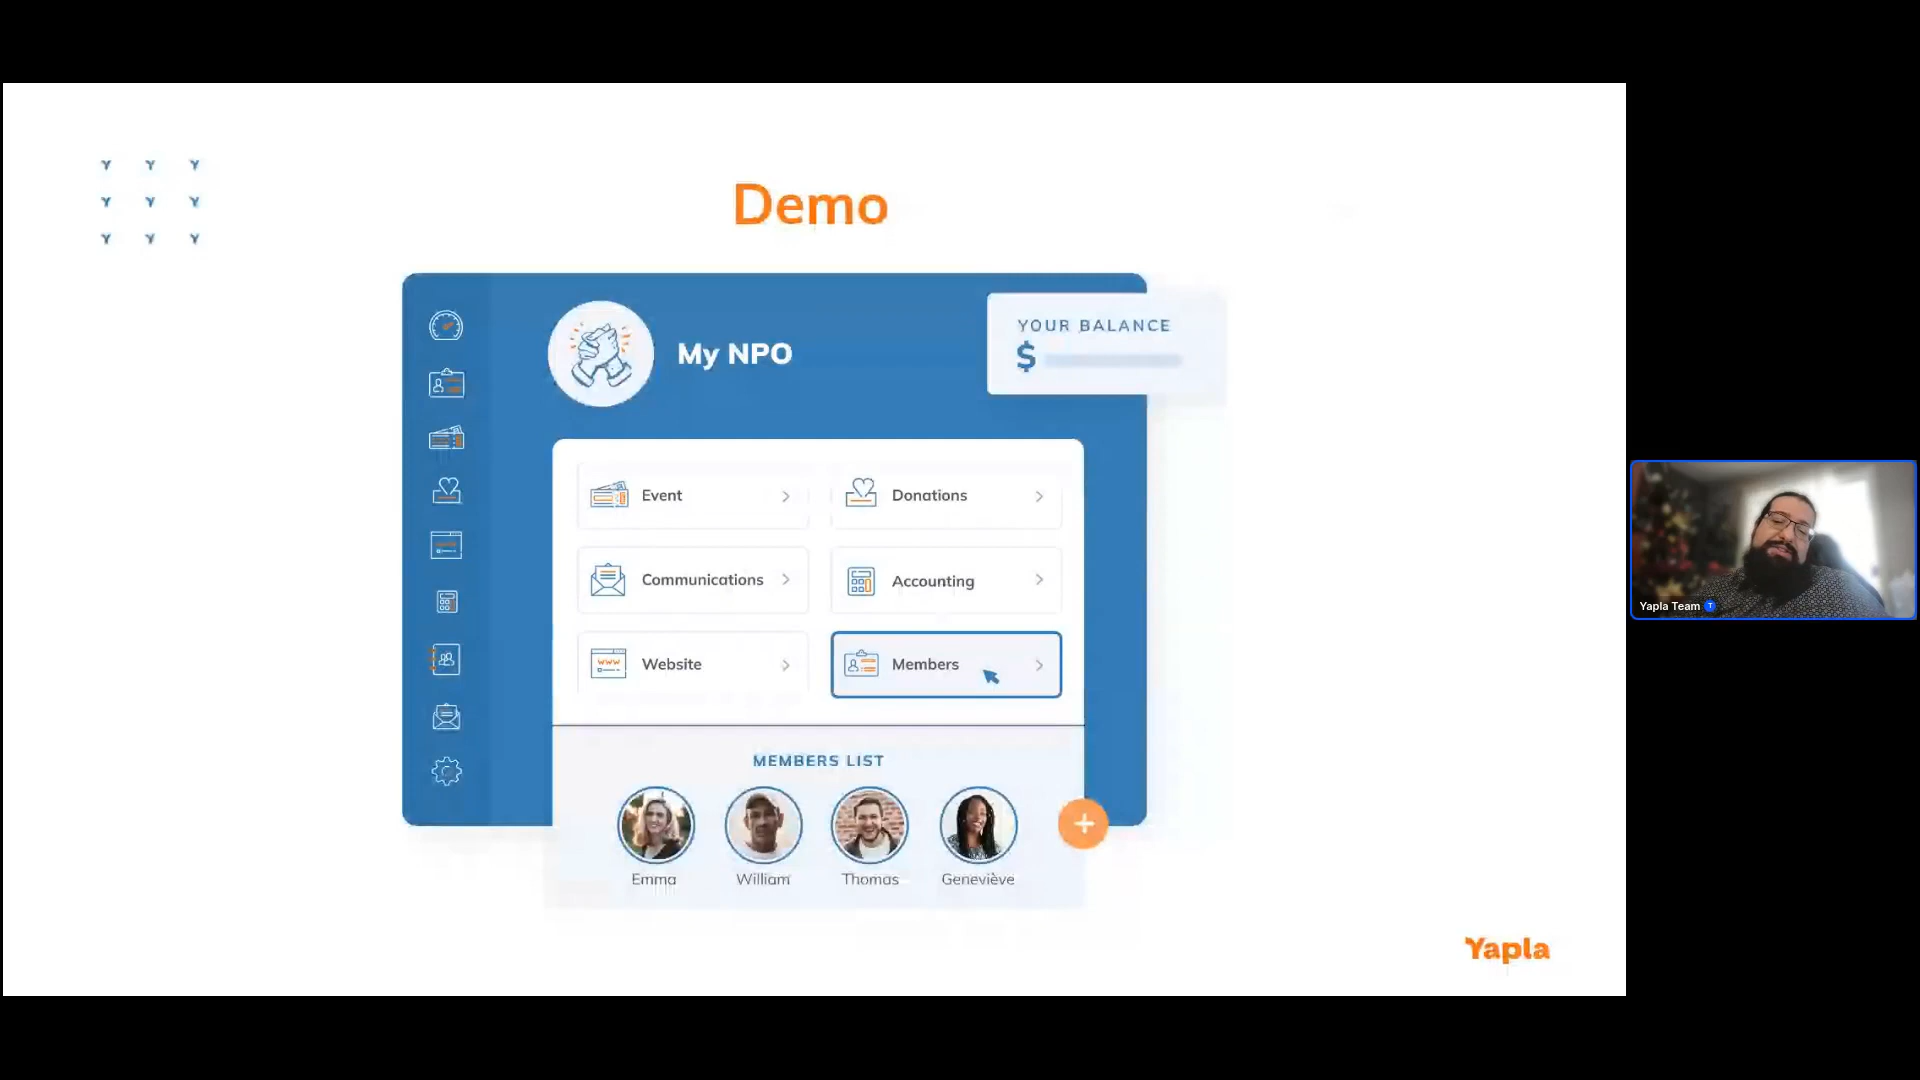 Demo
My NPO
YOUR BALANCE
$
Event
Donations
Communications
Accounting
www
Website
Members
MEMBERS LIST
Emma
William
Thomas
Geneviève
Yapla
Yapla Team T